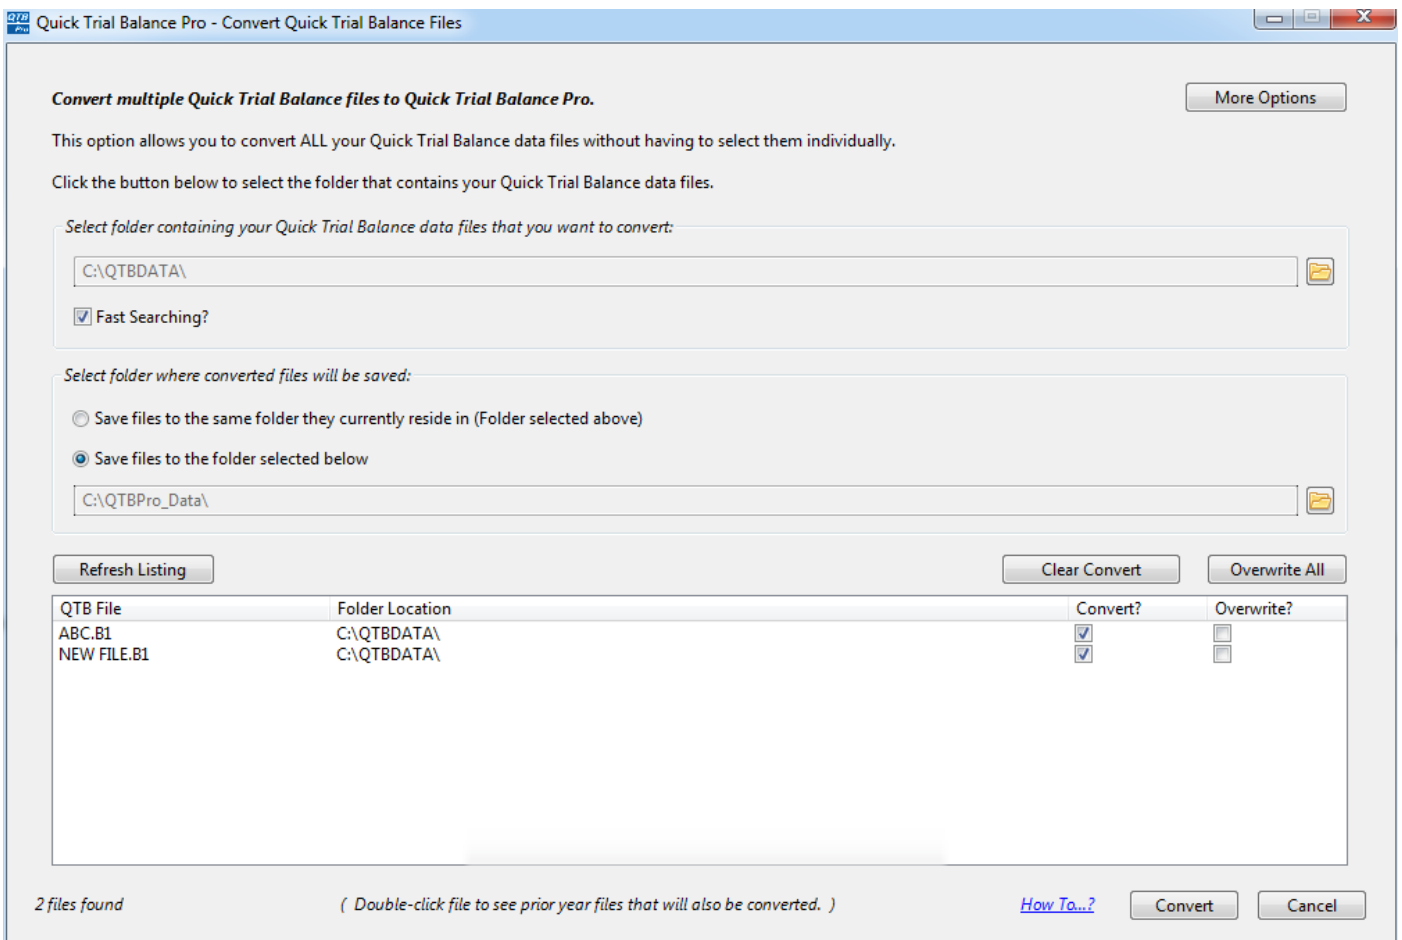 QTB
Pro
Quick Trial Balance Pro - Convert Quick Trial Balance Files
Convert multiple Quick Trial Balance files to Quick Trial Balance Pro.
More Options
This option allows you to convert ALL your Quick Trial Balance data files without having to select them individually.
Click the button below to select the folder that contains your Quick Trial Balance data files.
Select folder containing your Quick Trial Balance data files that you want to convert:
C:\QTBDATA\
Fast Searching?
Select folder where converted files will be saved:
Save files to the same folder they currently reside in (Folder selected above)
Save files to the folder selected below
C:\QTBPro_Data\
Refresh Listing Clear Convert Overwrite All
QTB File Folder Location Convert? Overwrite?
ABC.B1 C:\QTBDATA\
NEW FILE.B1 C:\QTBDATA\
2 files found ( Double-click file to see prior year files that will also be converted. ) How To...? Convert Cancel